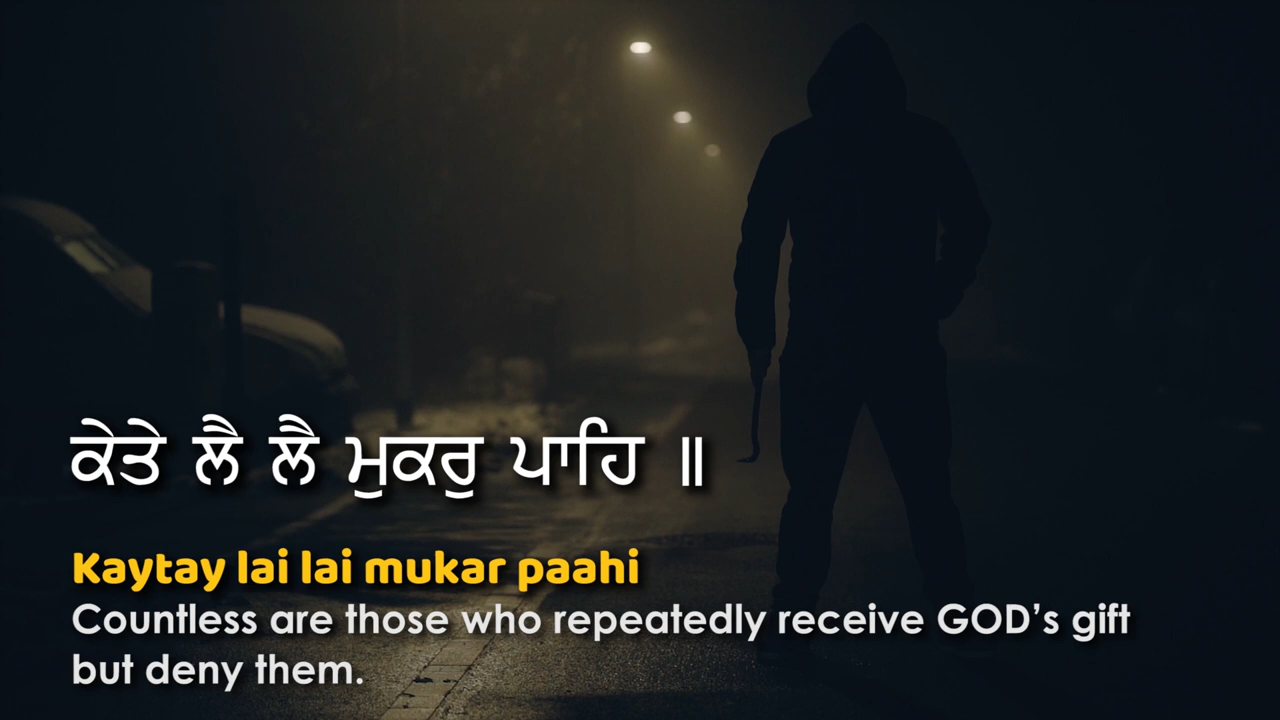 ਕੇਤੇ ਲੈ ਲੈ ਮੁਕਰੁ ਪਾਹਿ ॥
Kaytay lai lai mukar paahi
Countless are those who repeatedly receive GOD’s gift
but deny them.